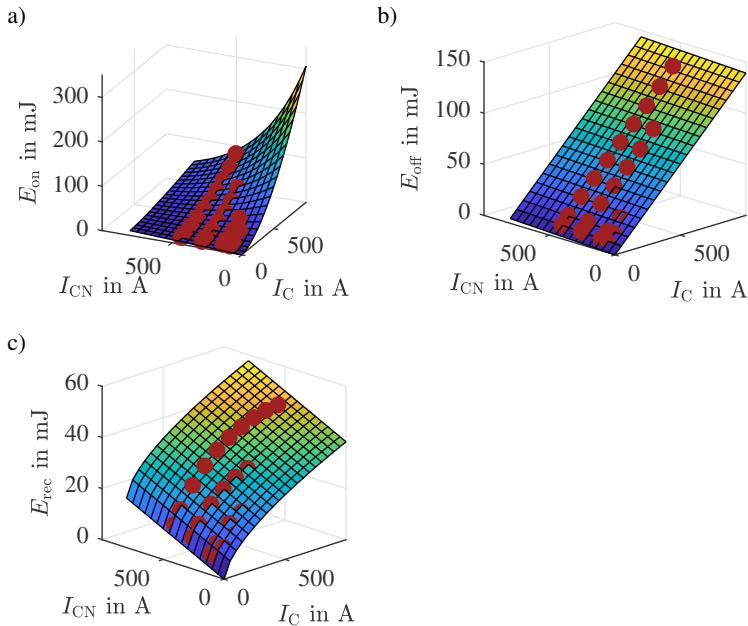 a)
300
200
100
0
E_on in mJ
500
0
0
500
I_CN in A
I_C in A
b)
150
100
50
0
E_off in mJ
500
0
0
500
I_CN in A
I_C in A
c)
60
40
20
0
E_rec in mJ
500
0
0
500
I_CN in A
I_C in A